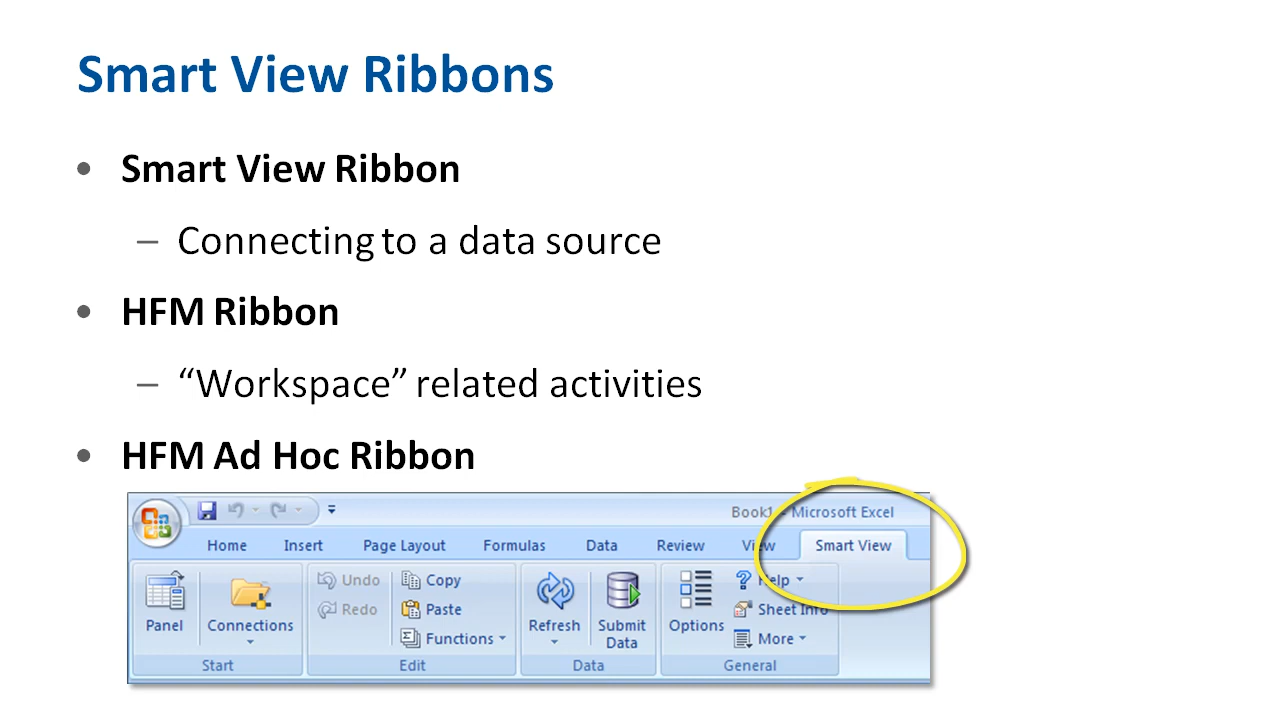 Smart View Ribbons
• Smart View Ribbon
– Connecting to a data source
• HFM Ribbon
– “Workspace” related activities
• HFM Ad Hoc Ribbon
Book1 - Microsoft Excel
Home Insert Page Layout Formulas Data Review View Smart View
Panel
Connections
Start
Undo
Redo
Copy
Paste
Functions
Edit
Refresh
Submit
Data
Data
Options
Help
Sheet Info
More
General